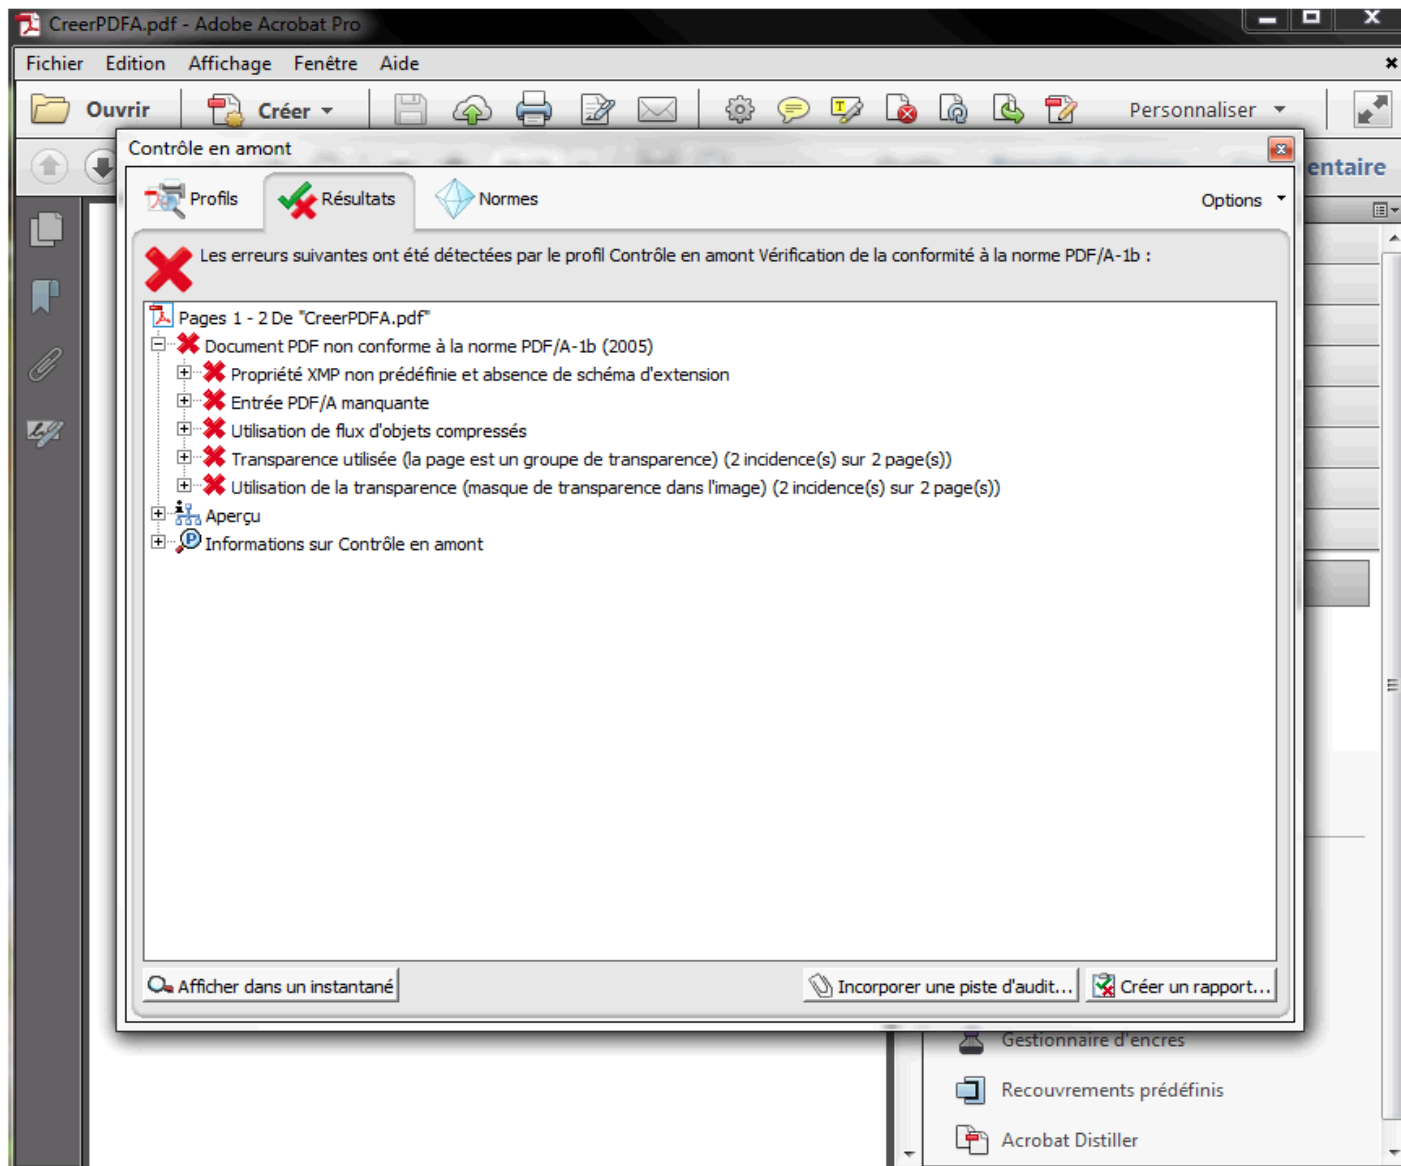 CreerPDFA.pdf - Adobe Acrobat Pro
Fichier Edition Affichage Fenêtre Aide
Ouvrir Créer Personnaliser
Contrôle en amont
entaire
Profils Résultats Normes Options
Les erreurs suivantes ont été détectées par le profil Contrôle en amont Vérification de la conformité à la norme PDF/A-1b :
Pages 1 - 2 De "CreerPDFA.pdf"
Document PDF non conforme à la norme PDF/A-1b (2005)
Propriété XMP non prédéfinie et absence de schéma d'extension
Entrée PDF/A manquante
Utilisation de flux d'objets compressés
Transparence utilisée (la page est un groupe de transparence) (2 incidence(s) sur 2 page(s))
Utilisation de la transparence (masque de transparence dans l'image) (2 incidence(s) sur 2 page(s))
Aperçu
Informations sur Contrôle en amont
Afficher dans un instantané Incorporer une piste d'audit... Créer un rapport...
Gestionnaire d'encres
Recouvrements prédéfinis
Acrobat Distiller